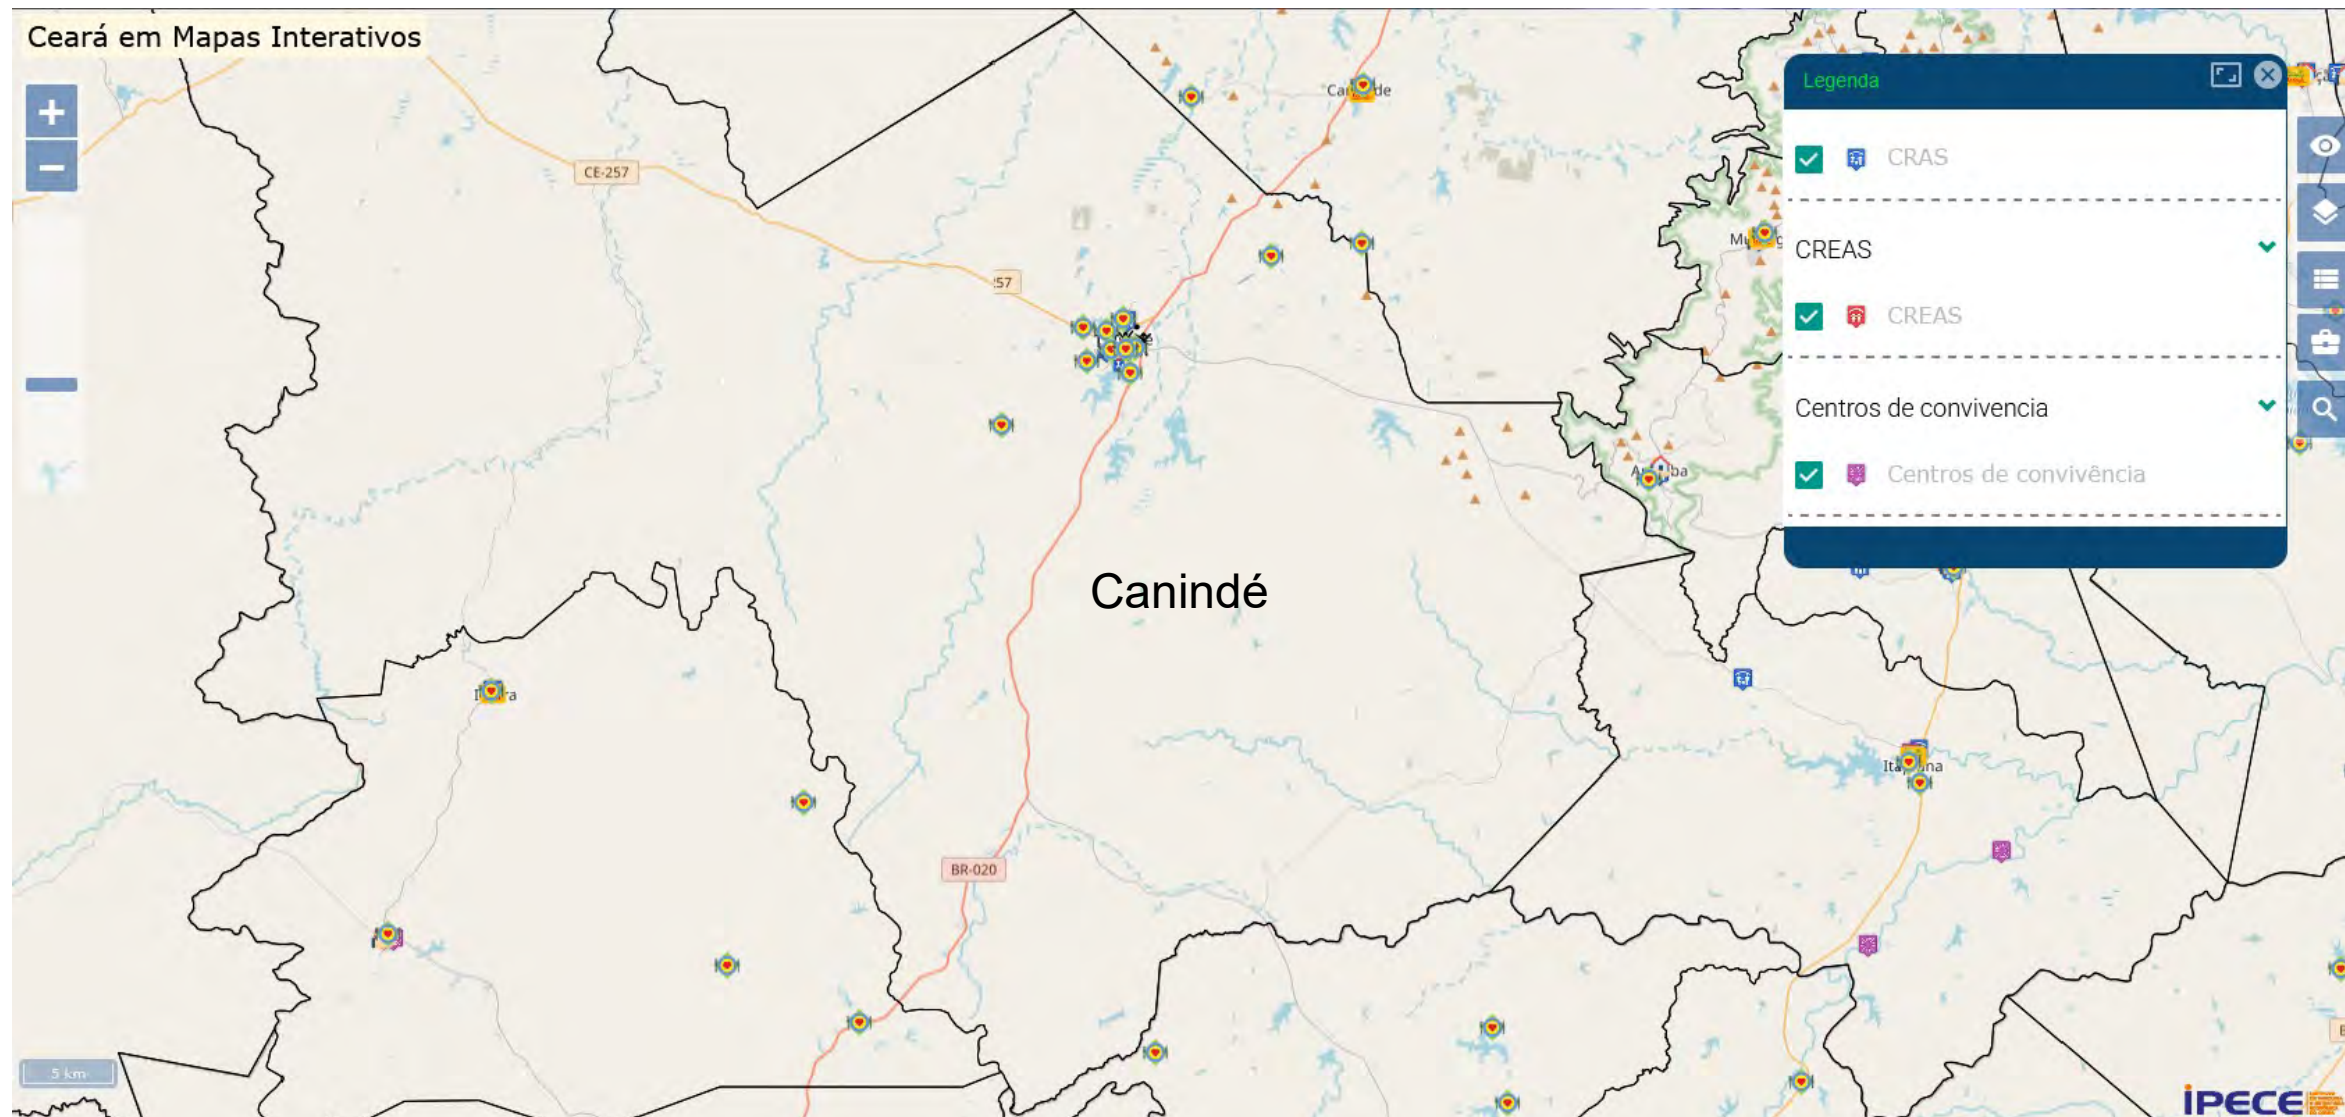 Ceará em Mapas Interativos
Legenda
CRAS
CREAS
CREAS
Centros de convivencia
Centros de convivência
CE-257
257
Canindé
BR-020
5 km
IPECE